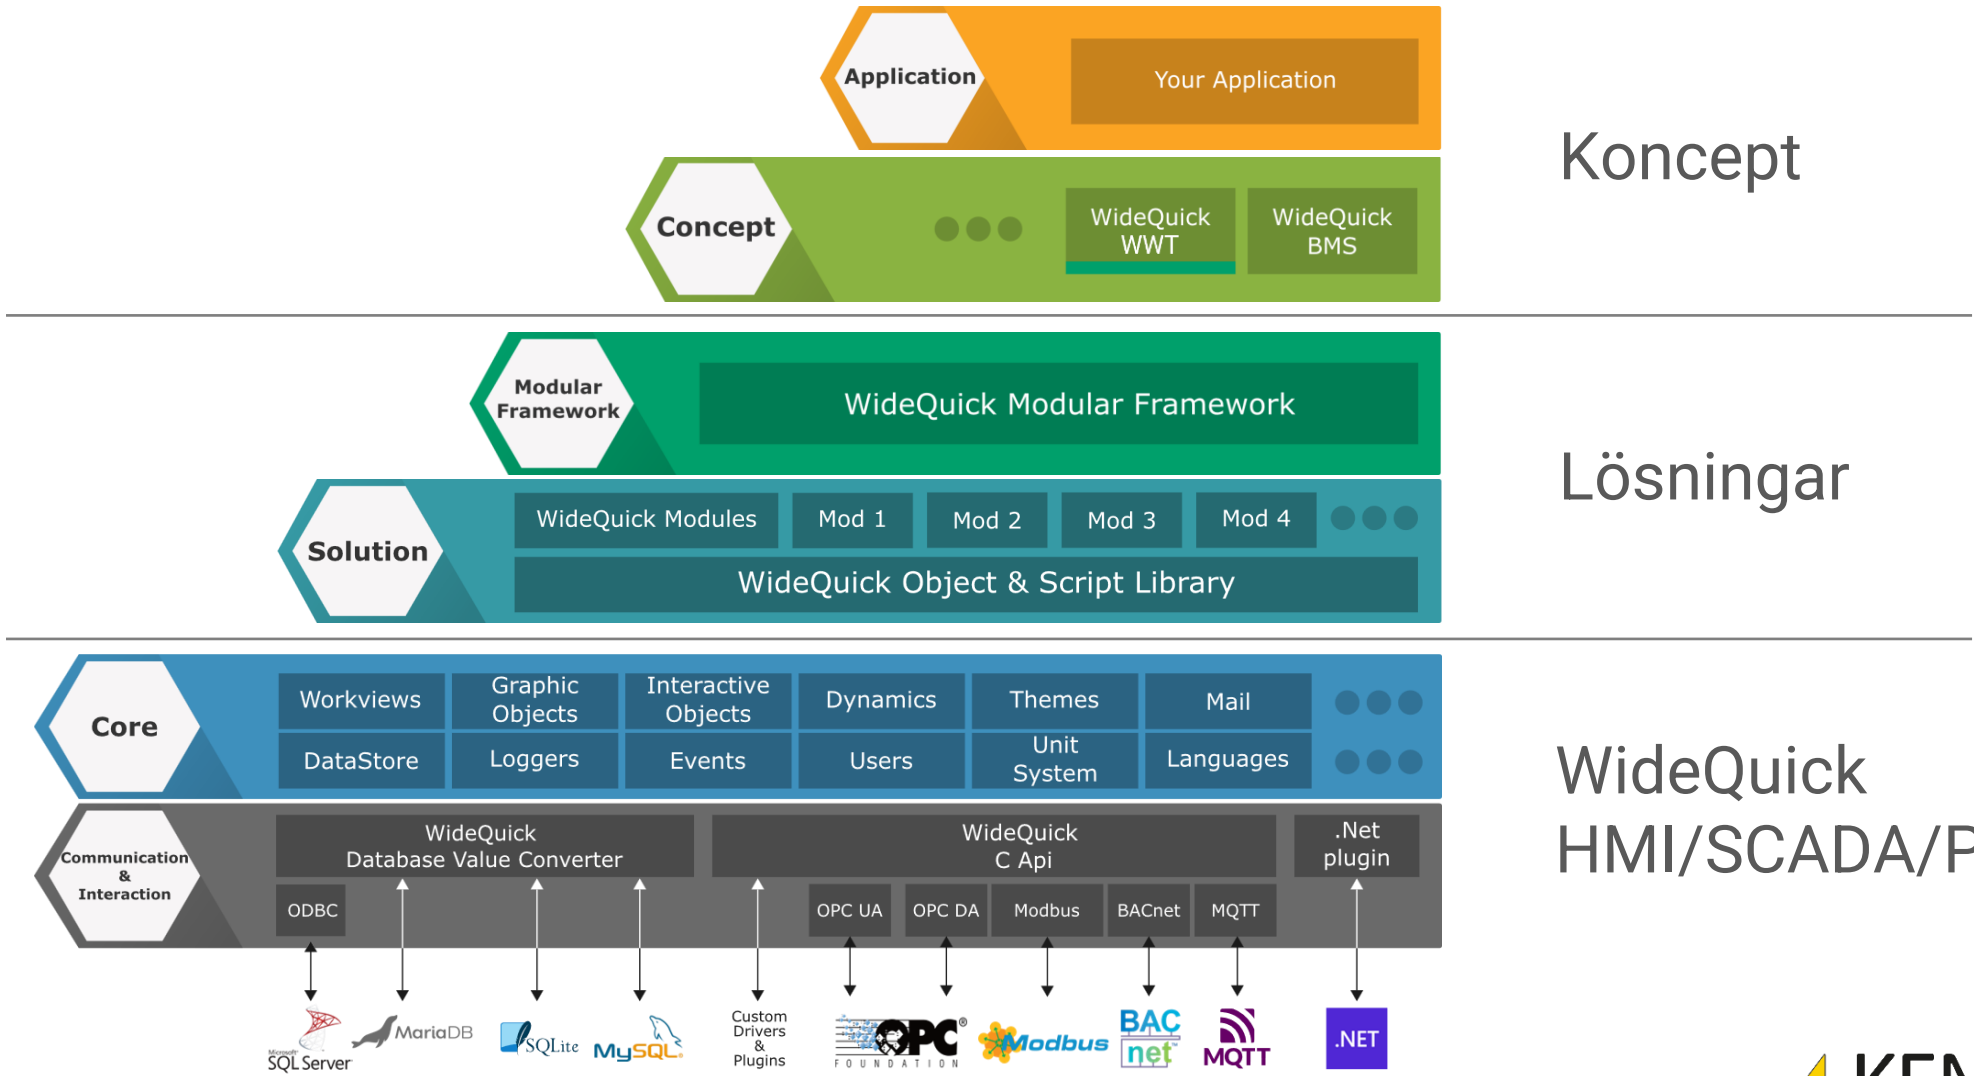 Application
Your Application
Koncept
Concept
WideQuick
WWT
WideQuick
BMS
Modular
Framework
WideQuick Modular Framework
Lösningar
Solution
WideQuick Modules
Mod 1
Mod 2
Mod 3
Mod 4
WideQuick Object & Script Library
Core
Workviews
Graphic
Objects
Interactive
Objects
Dynamics
Themes
Mail
DataStore
Loggers
Events
Users
Unit
System
Languages
WideQuick
HMI/SCADA/P
Communication
&
Interaction
WideQuick
Database Value Converter
WideQuick
C Api
.Net
plugin
ODBC
OPC UA
OPC DA
Modbus
BACnet
MQTT
Microsoft
SQL Server
MariaDB
SQLite
MySQL
Custom
Drivers
&
Plugins
OPC
FOUNDATION
Modbus
BAC
net
MQTT
.NET